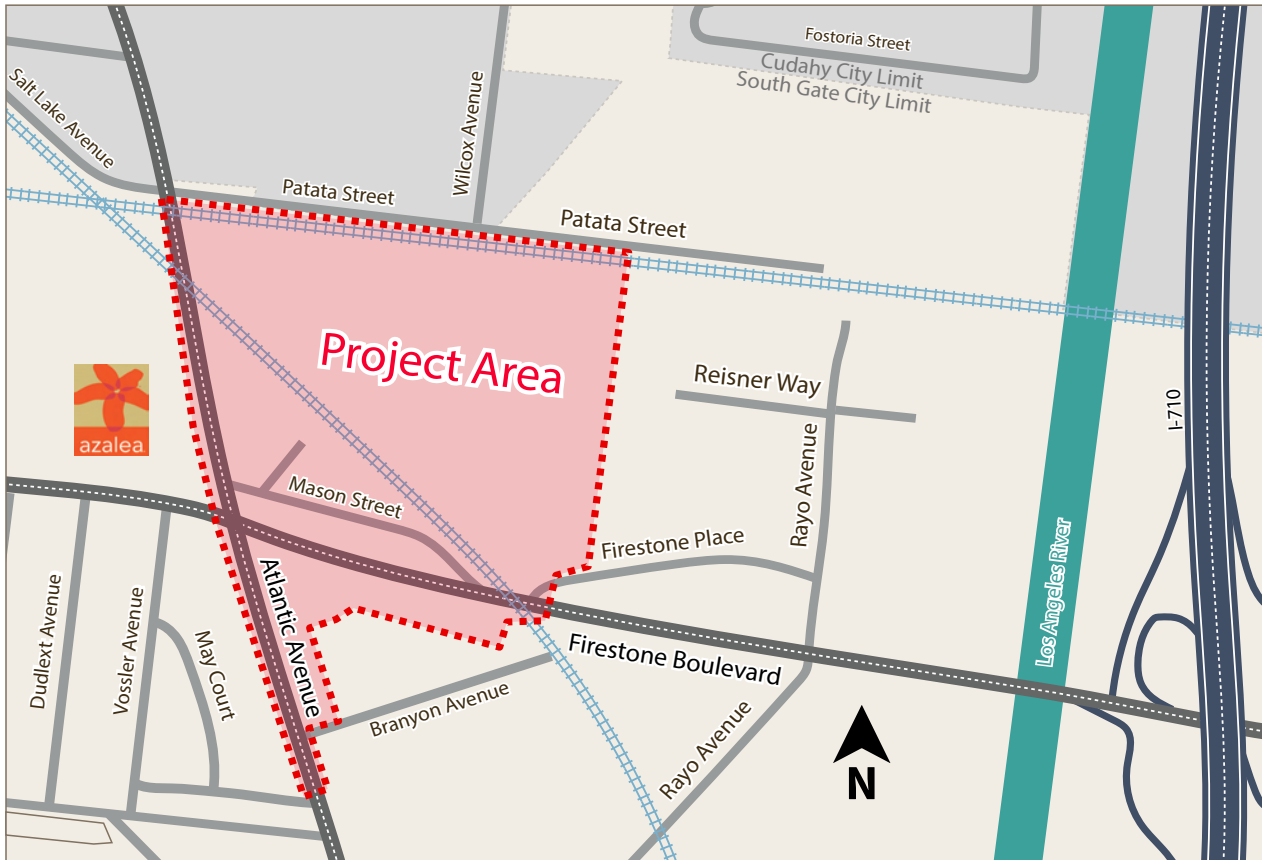 Fostoria Street
Cudahy City Limit
South Gate City Limit
Salt Lake Avenue
Wilcox Avenue
Patata Street
Patata Street
Project Area
Reisner Way
azalea
I-710
Rayo Avenue
Mason Street
Firestone Place
Los Angeles River
Atlantic Avenue
Dudlext Avenue
Vossler Avenue
May Court
Firestone Boulevard
Branyon Avenue
Rayo Avenue
N